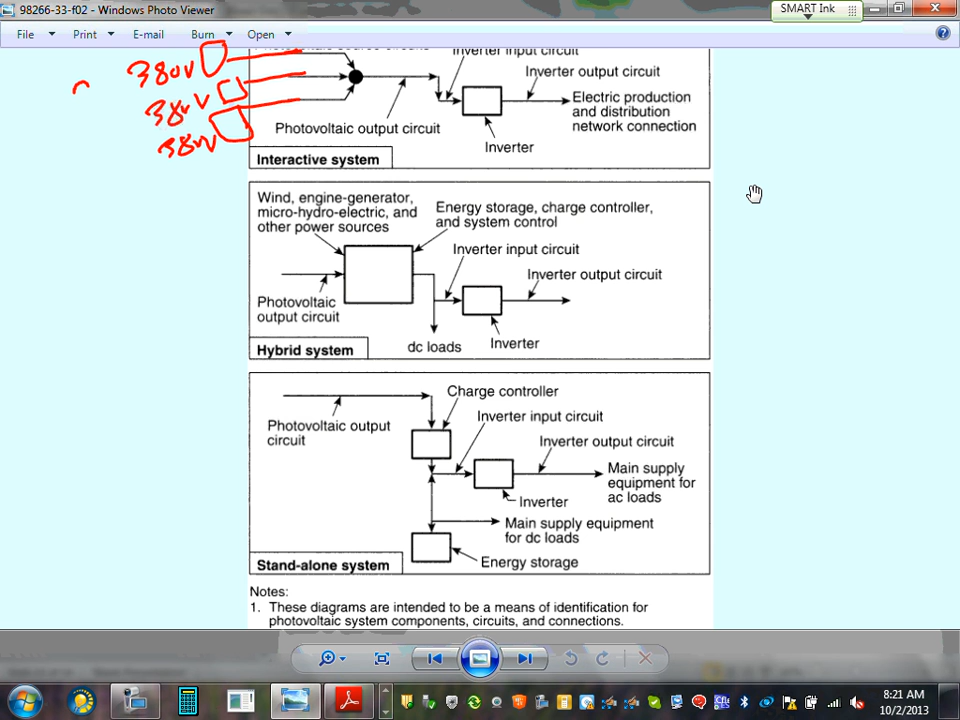 98266-33-f02 - Windows Photo Viewer
SMART Ink
File
Print
E-mail
Burn
Open
Photovoltaic source circuits
Inverter input circuit
380V
380V
380V
Inverter output circuit
Electric production
and distribution
network connection
Photovoltaic output circuit
Inverter
Interactive system
Wind, engine-generator,
micro-hydro-electric, and
other power sources
Energy storage, charge controller,
and system control
Inverter input circuit
Inverter output circuit
Photovoltaic
output circuit
dc loads
Inverter
Hybrid system
Charge controller
Photovoltaic output
circuit
Inverter input circuit
Inverter output circuit
Main supply
equipment for
ac loads
Inverter
Main supply equipment
for dc loads
Energy storage
Stand-alone system
Notes:
1. These diagrams are intended to be a means of identification for
photovoltaic system components, circuits, and connections.
8:21 AM
10/2/2013